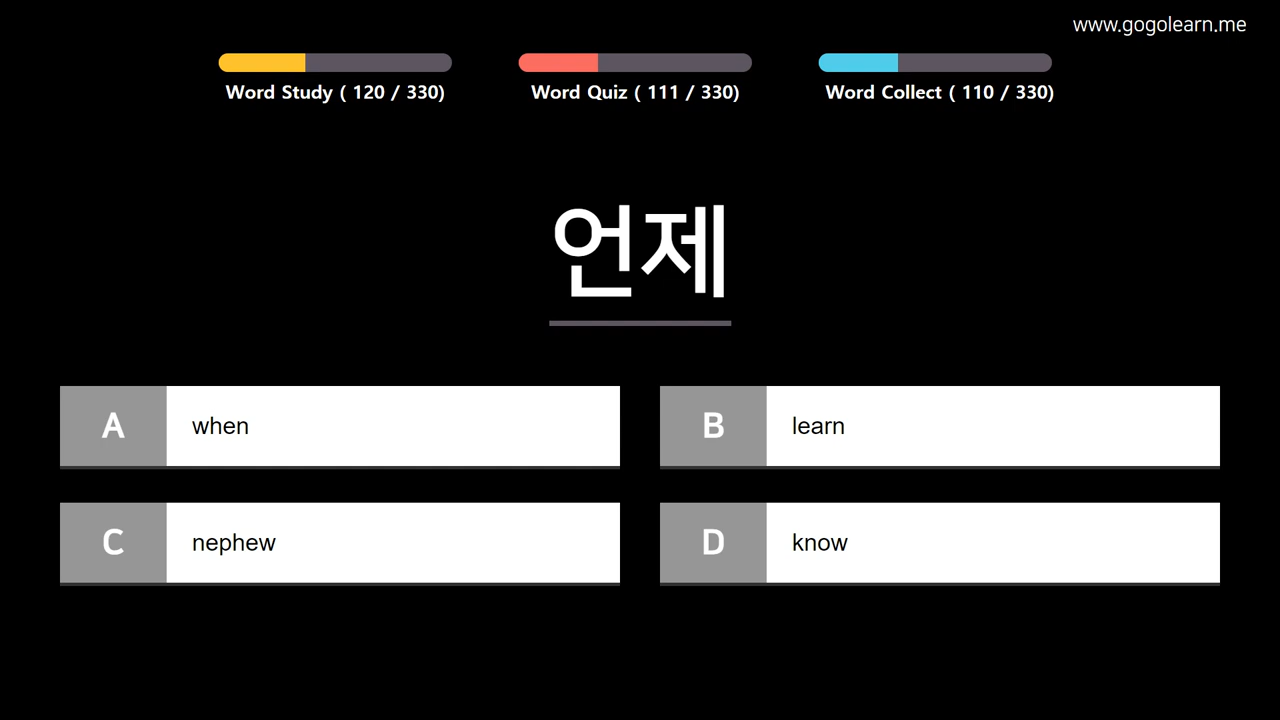 www.gogolearn.me
Word Study ( 120 / 330)
Word Quiz ( 111 / 330)
Word Collect ( 110 / 330)
언제
A when
B learn
C nephew
D know